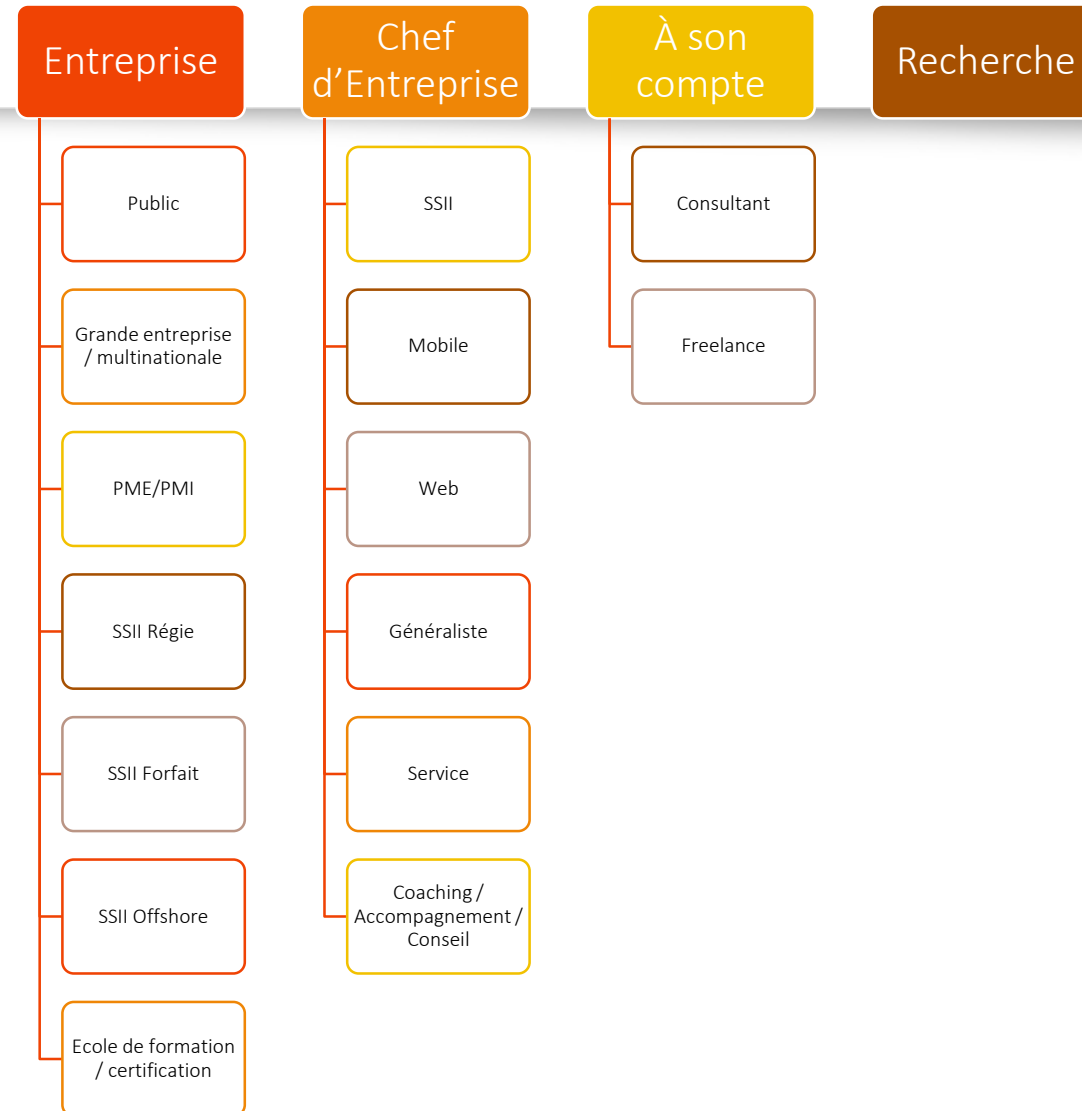 Entreprise
Public
Grande entreprise
/ multinationale
PME/PMI
SSII Régie
SSII Forfait
SSII Offshore
Ecole de formation
/ certification
Chef
d’Entreprise
SSII
Mobile
Web
Généraliste
Service
Coaching /
Accompagnement /
Conseil
À son
compte
Consultant
Freelance
Recherche